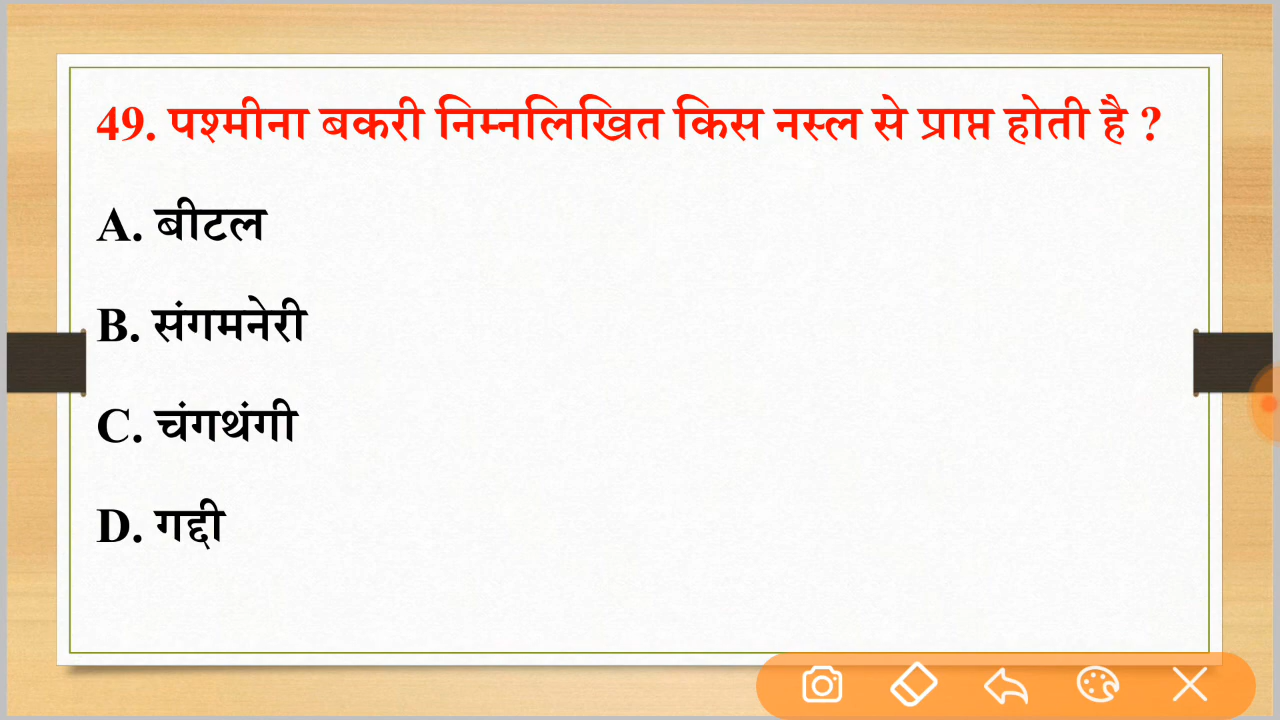 49. पश्मीना बकरी निम्नलिखित किस नस्ल से प्राप्त होती है ?
A. बीटल
B. संगमनेरी
C. चंगथंगी
D. गद्दी